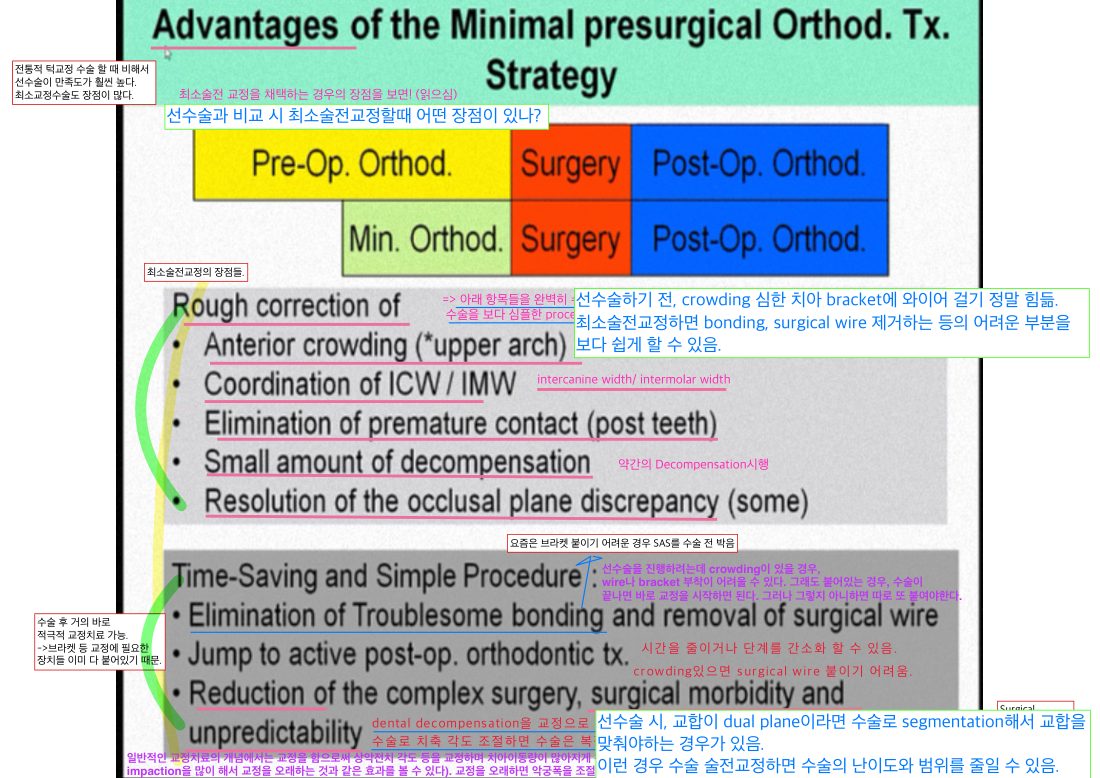 Advantages of the Minimal presurgical Orthod. Tx.
Strategy
전통적 턱교정 수술 할 때 비해서
선수술이 만족도가 훨씬 높다.
최소교정수술도 장점이 많다.
최소술전 교정을 채택하는 경우의 장점을 보면! (읽으심)
선수술과 비교 시 최소술전교정할때 어떤 장점이 있나?
Pre-Op. Orthod. Surgery Post-Op. Orthod.
Min. Orthod. Surgery Post-Op. Orthod.
최소술전교정의 장점들.
Rough correction of
=> 아래 항목들을 완벽히
수술을 보다 심플한 proce
선수술하기 전, crowding 심한 치아 bracket에 와이어 걸기 정말 힘듦.
최소술전교정하면 bonding, surgical wire 제거하는 등의 어려운 부분을
보다 쉽게 할 수 있음.
• Anterior crowding (*upper arch)
• Coordination of ICW / IMW
intercanine width/ intermolar width
• Elimination of premature contact (post teeth)
• Small amount of decompensation
약간의 Decompensation시행
• Resolution of the occlusal plane discrepancy (some)
요즘은 브라켓 붙이기 어려운 경우 SAS를 수술 전 박음
Time-Saving and Simple Procedure :
선수술을 진행하려는데 crowding이 있을 경우,
wire나 bracket 부착이 어려울 수 있다. 그래도 붙어있는 경우, 수술이
끝나면 바로 교정을 시작하면 된다. 그러나 그렇지 아니하면 따로 또 붙여야한다.
• Elimination of Troublesome bonding and removal of surgical wire
수술 후 거의 바로
적극적 교정치료 가능.
->브라켓 등 교정에 필요한
장치들 이미 다 붙어있기 때문.
• Jump to active post-op. orthodontic tx.
시간을 줄이거나 단계를 간소화 할 수 있음.
crowding있으면 surgical wire 붙이기 어려움.
• Reduction of the complex surgery, surgical morbidity and
unpredictability
dental decompensation을 교정으로
수술로 치축 각도 조절하면 수술은 복
Surgical
선수술 시, 교합이 dual plane이라면 수술로 segmentation해서 교합을
맞춰야하는 경우가 있음.
이런 경우 수술 술전교정하면 수술의 난이도와 범위를 줄일 수 있음.
일반적인 교정치료의 개념에서는 교정을 함으로써 상악전치 각도 등을 교정하며 치아이동량이 많아지게
impaction을 많이 해서 교정을 오래하는 것과 같은 효과를 볼 수 있다). 교정을 오래하면 악궁폭을 조절